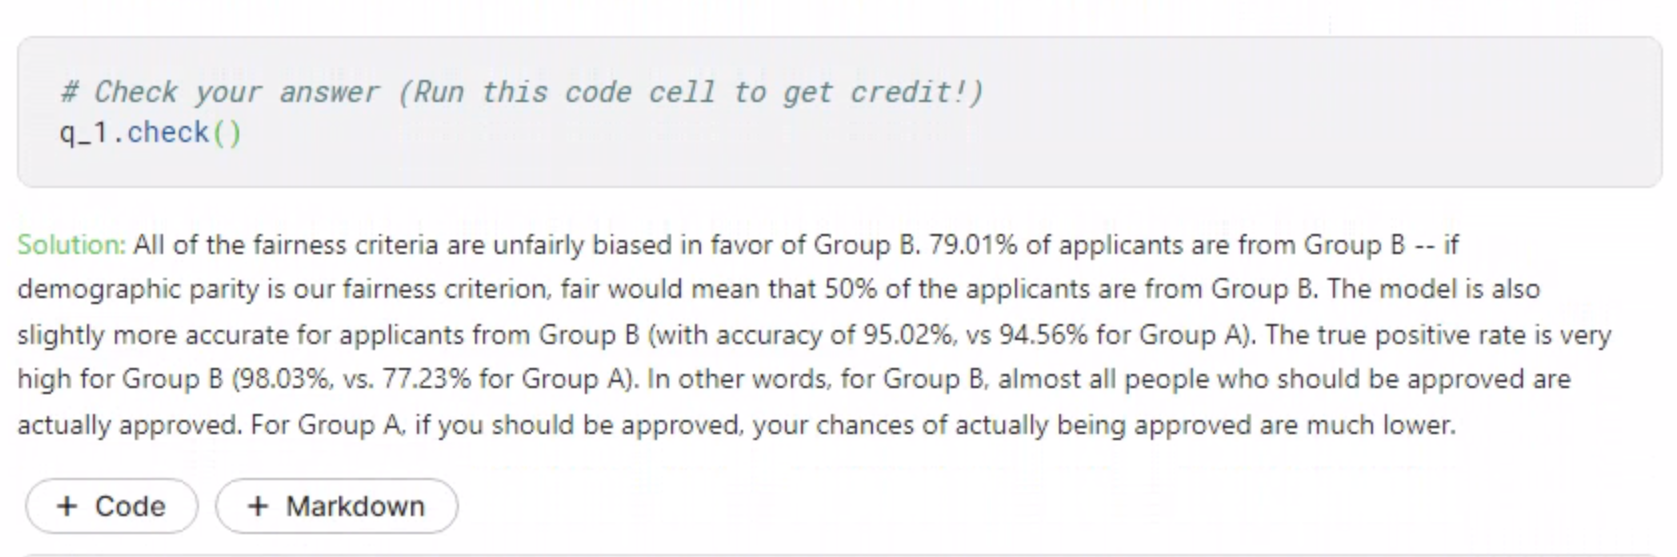 # Check your answer (Run this code cell to get credit!)
q_1.check()
Solution: All of the fairness criteria are unfairly biased in favor of Group B. 79.01% of applicants are from Group B -- if
demographic parity is our fairness criterion, fair would mean that 50% of the applicants are from Group B. The model is also
slightly more accurate for applicants from Group B (with accuracy of 95.02%, vs 94.56% for Group A). The true positive rate is very
high for Group B (98.03%, vs. 77.23% for Group A). In other words, for Group B, almost all people who should be approved are
actually approved. For Group A, if you should be approved, your chances of actually being approved are much lower.
+ Code + Markdown